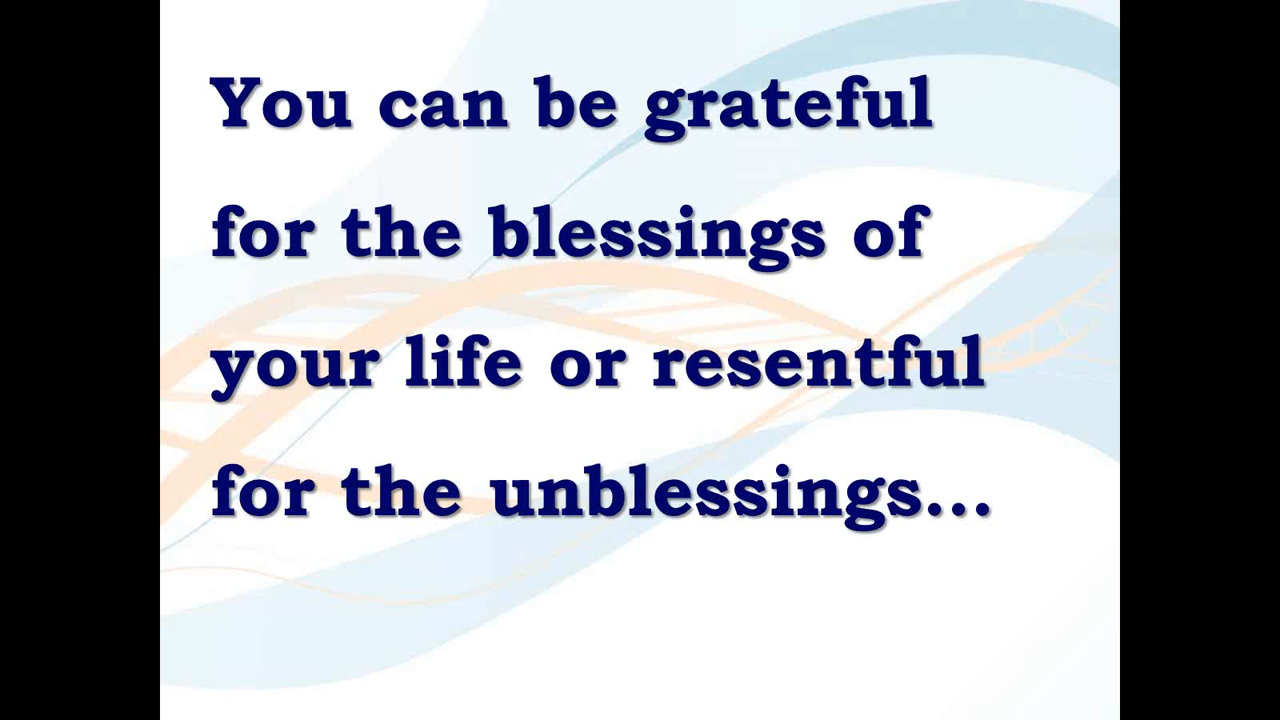 You can be grateful
for the blessings of
your life or resentful
for the unblessings...